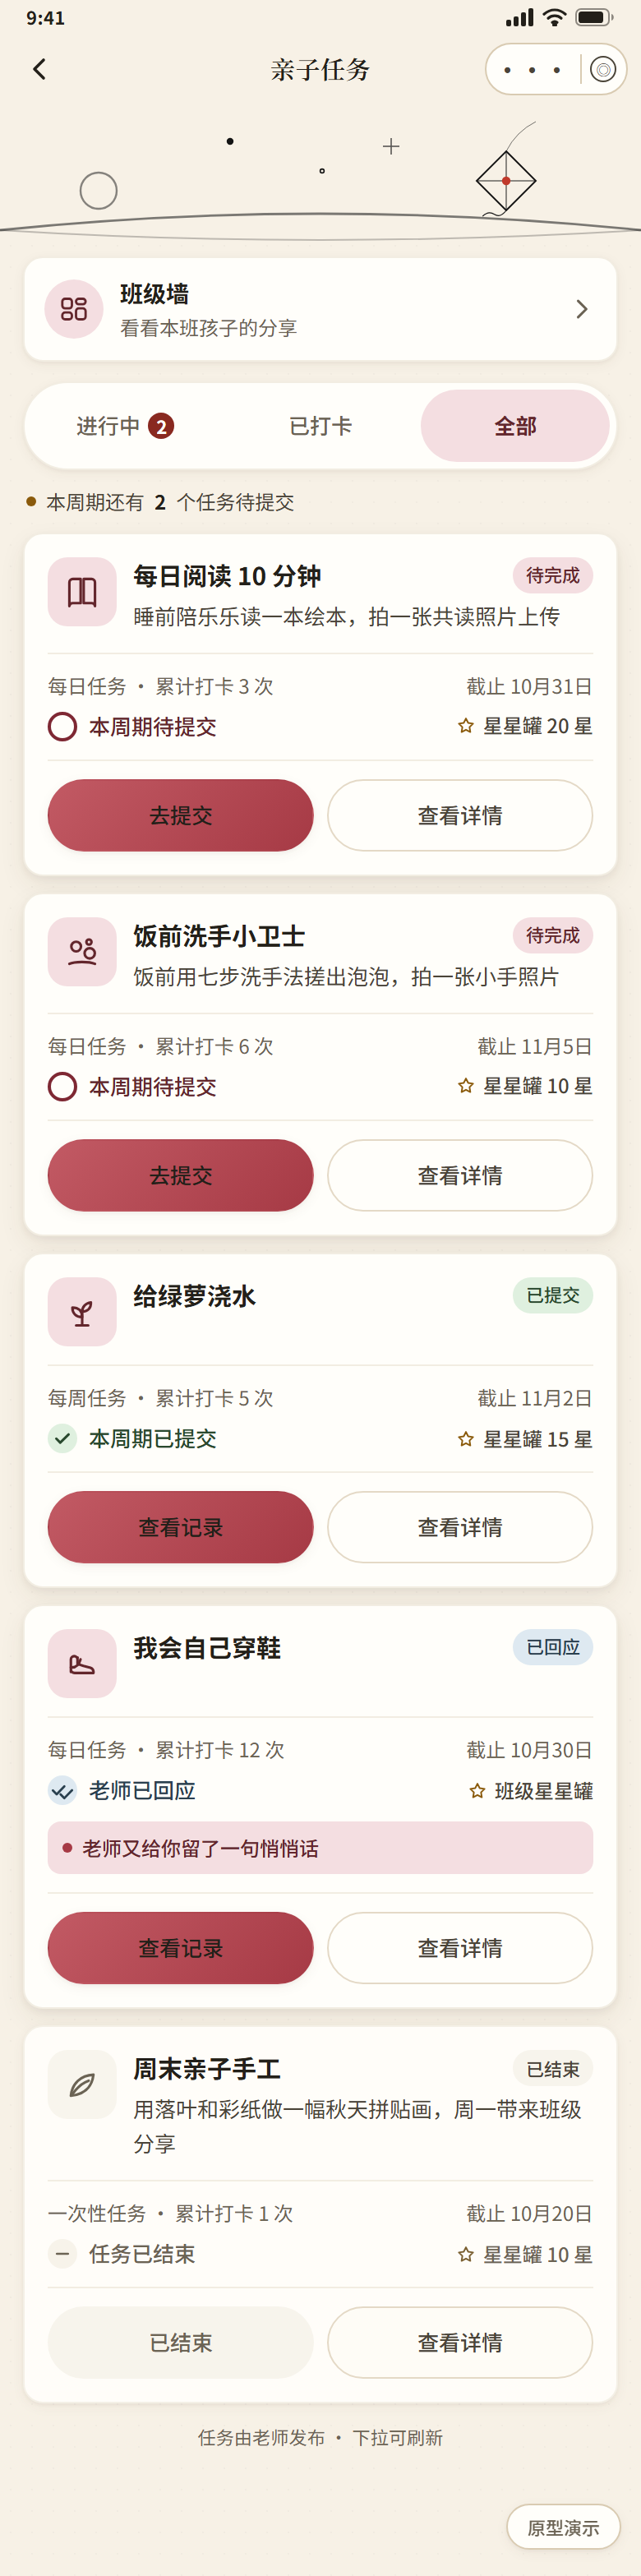 9:41
亲子任务
班级墙
看看本班孩子的分享
进行中 2 已打卡 全部
本周期还有 2 个任务待提交
每日阅读 10 分钟 待完成
睡前陪乐乐读一本绘本，拍一张共读照片上传
每日任务 · 累计打卡 3 次 截止 10月31日
本周期待提交 星星罐 20 星
去提交 查看详情
饭前洗手小卫士 待完成
饭前用七步洗手法搓出泡泡，拍一张小手照片
每日任务 · 累计打卡 6 次 截止 11月5日
本周期待提交 星星罐 10 星
去提交 查看详情
给绿萝浇水 已提交
每周任务 · 累计打卡 5 次 截止 11月2日
本周期已提交 星星罐 15 星
查看记录 查看详情
我会自己穿鞋 已回应
每日任务 · 累计打卡 12 次 截止 10月30日
老师已回应 班级星星罐
老师又给你留了一句悄悄话
查看记录 查看详情
周末亲子手工 已结束
用落叶和彩纸做一幅秋天拼贴画，周一带来班级
分享
一次性任务 · 累计打卡 1 次 截止 10月20日
任务已结束 星星罐 10 星
已结束 查看详情
任务由老师发布 · 下拉可刷新
原型演示